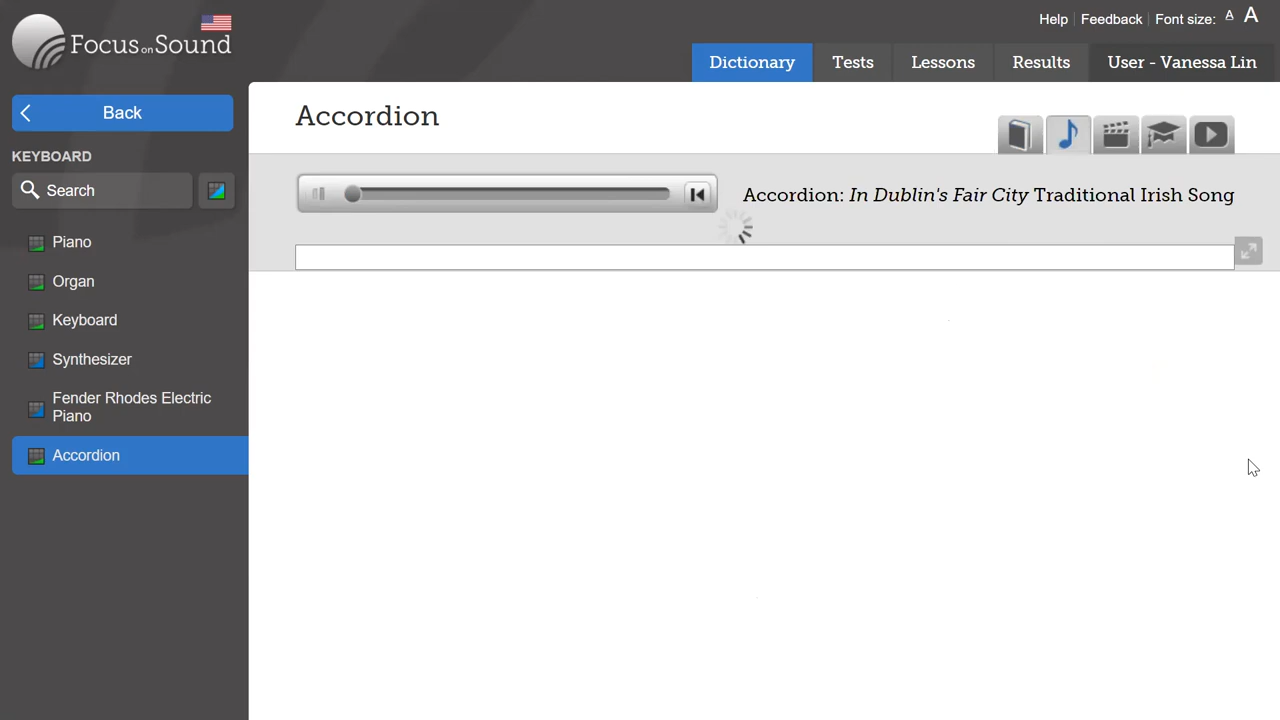 Focus on Sound
Help
Feedback
Font size: A A
Dictionary
Tests
Lessons
Results
User - Vanessa Lin
Back
KEYBOARD
Search
Piano
Organ
Keyboard
Synthesizer
Fender Rhodes Electric
Piano
Accordion
Accordion
Accordion: In Dublin's Fair City Traditional Irish Song